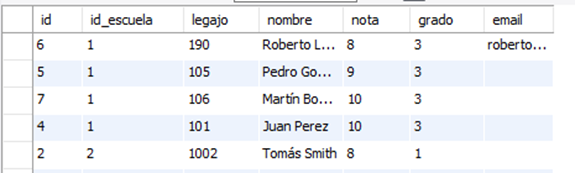 id id_escuela legajo nombre nota grado email
6 1 190 Roberto L... 8 3 roberto...
5 1 105 Pedro Go... 9 3
7 1 106 Martín Bo... 10 3
4 1 101 Juan Perez 10 3
2 2 1002 Tomás Smith 8 1